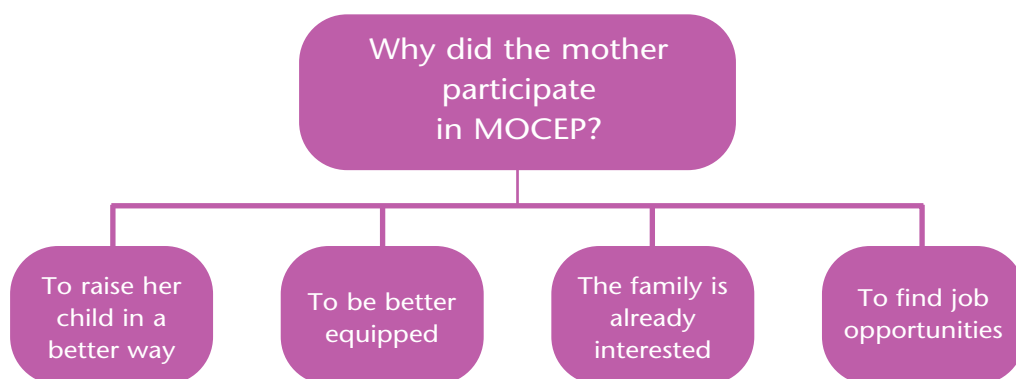 Why did the mother
participate
in MOCEP?
To raise her
child in a
better way
To be better
equipped
The family is
already
interested
To find job
opportunities